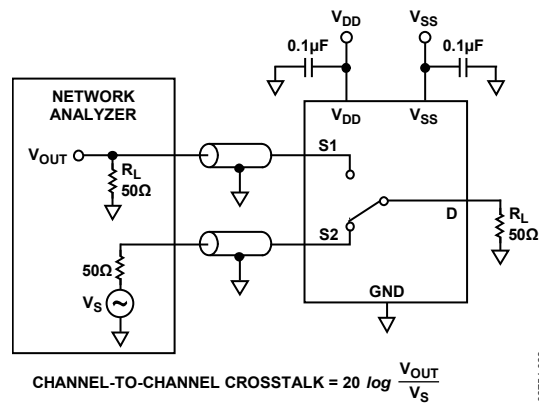 VDD
VSS
0.1µF
0.1µF
NETWORK
ANALYZER
VDD
VSS
VOUT
S1
RL
50Ω
D
RL
50Ω
S2
50Ω
VS
GND
CHANNEL-TO-CHANNEL CROSSTALK = 20 log VOUT
VS